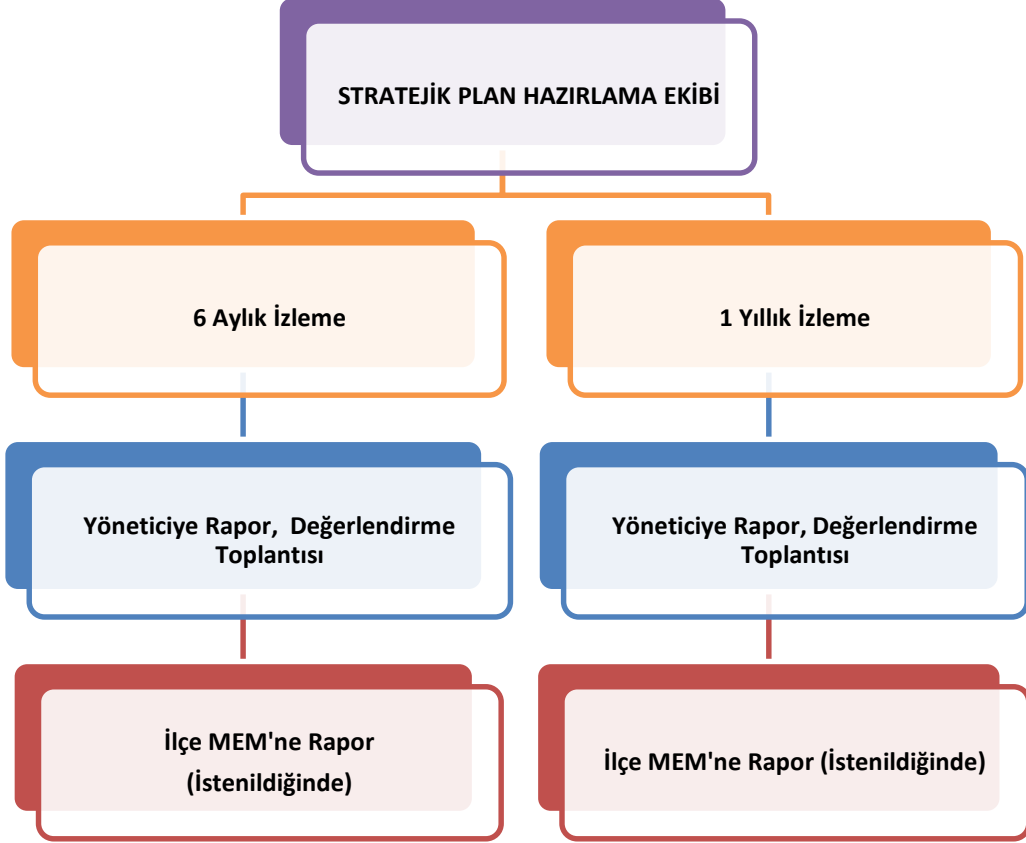 STRATEJİK PLAN HAZIRLAMA EKİBİ
6 Aylık İzleme
1 Yıllık İzleme
Yöneticiye Rapor,  Değerlendirme
Toplantısı
Yöneticiye Rapor, Değerlendirme
Toplantısı
İlçe MEM'ne Rapor
(İstenildiğinde)
İlçe MEM'ne Rapor (İstenildiğinde)